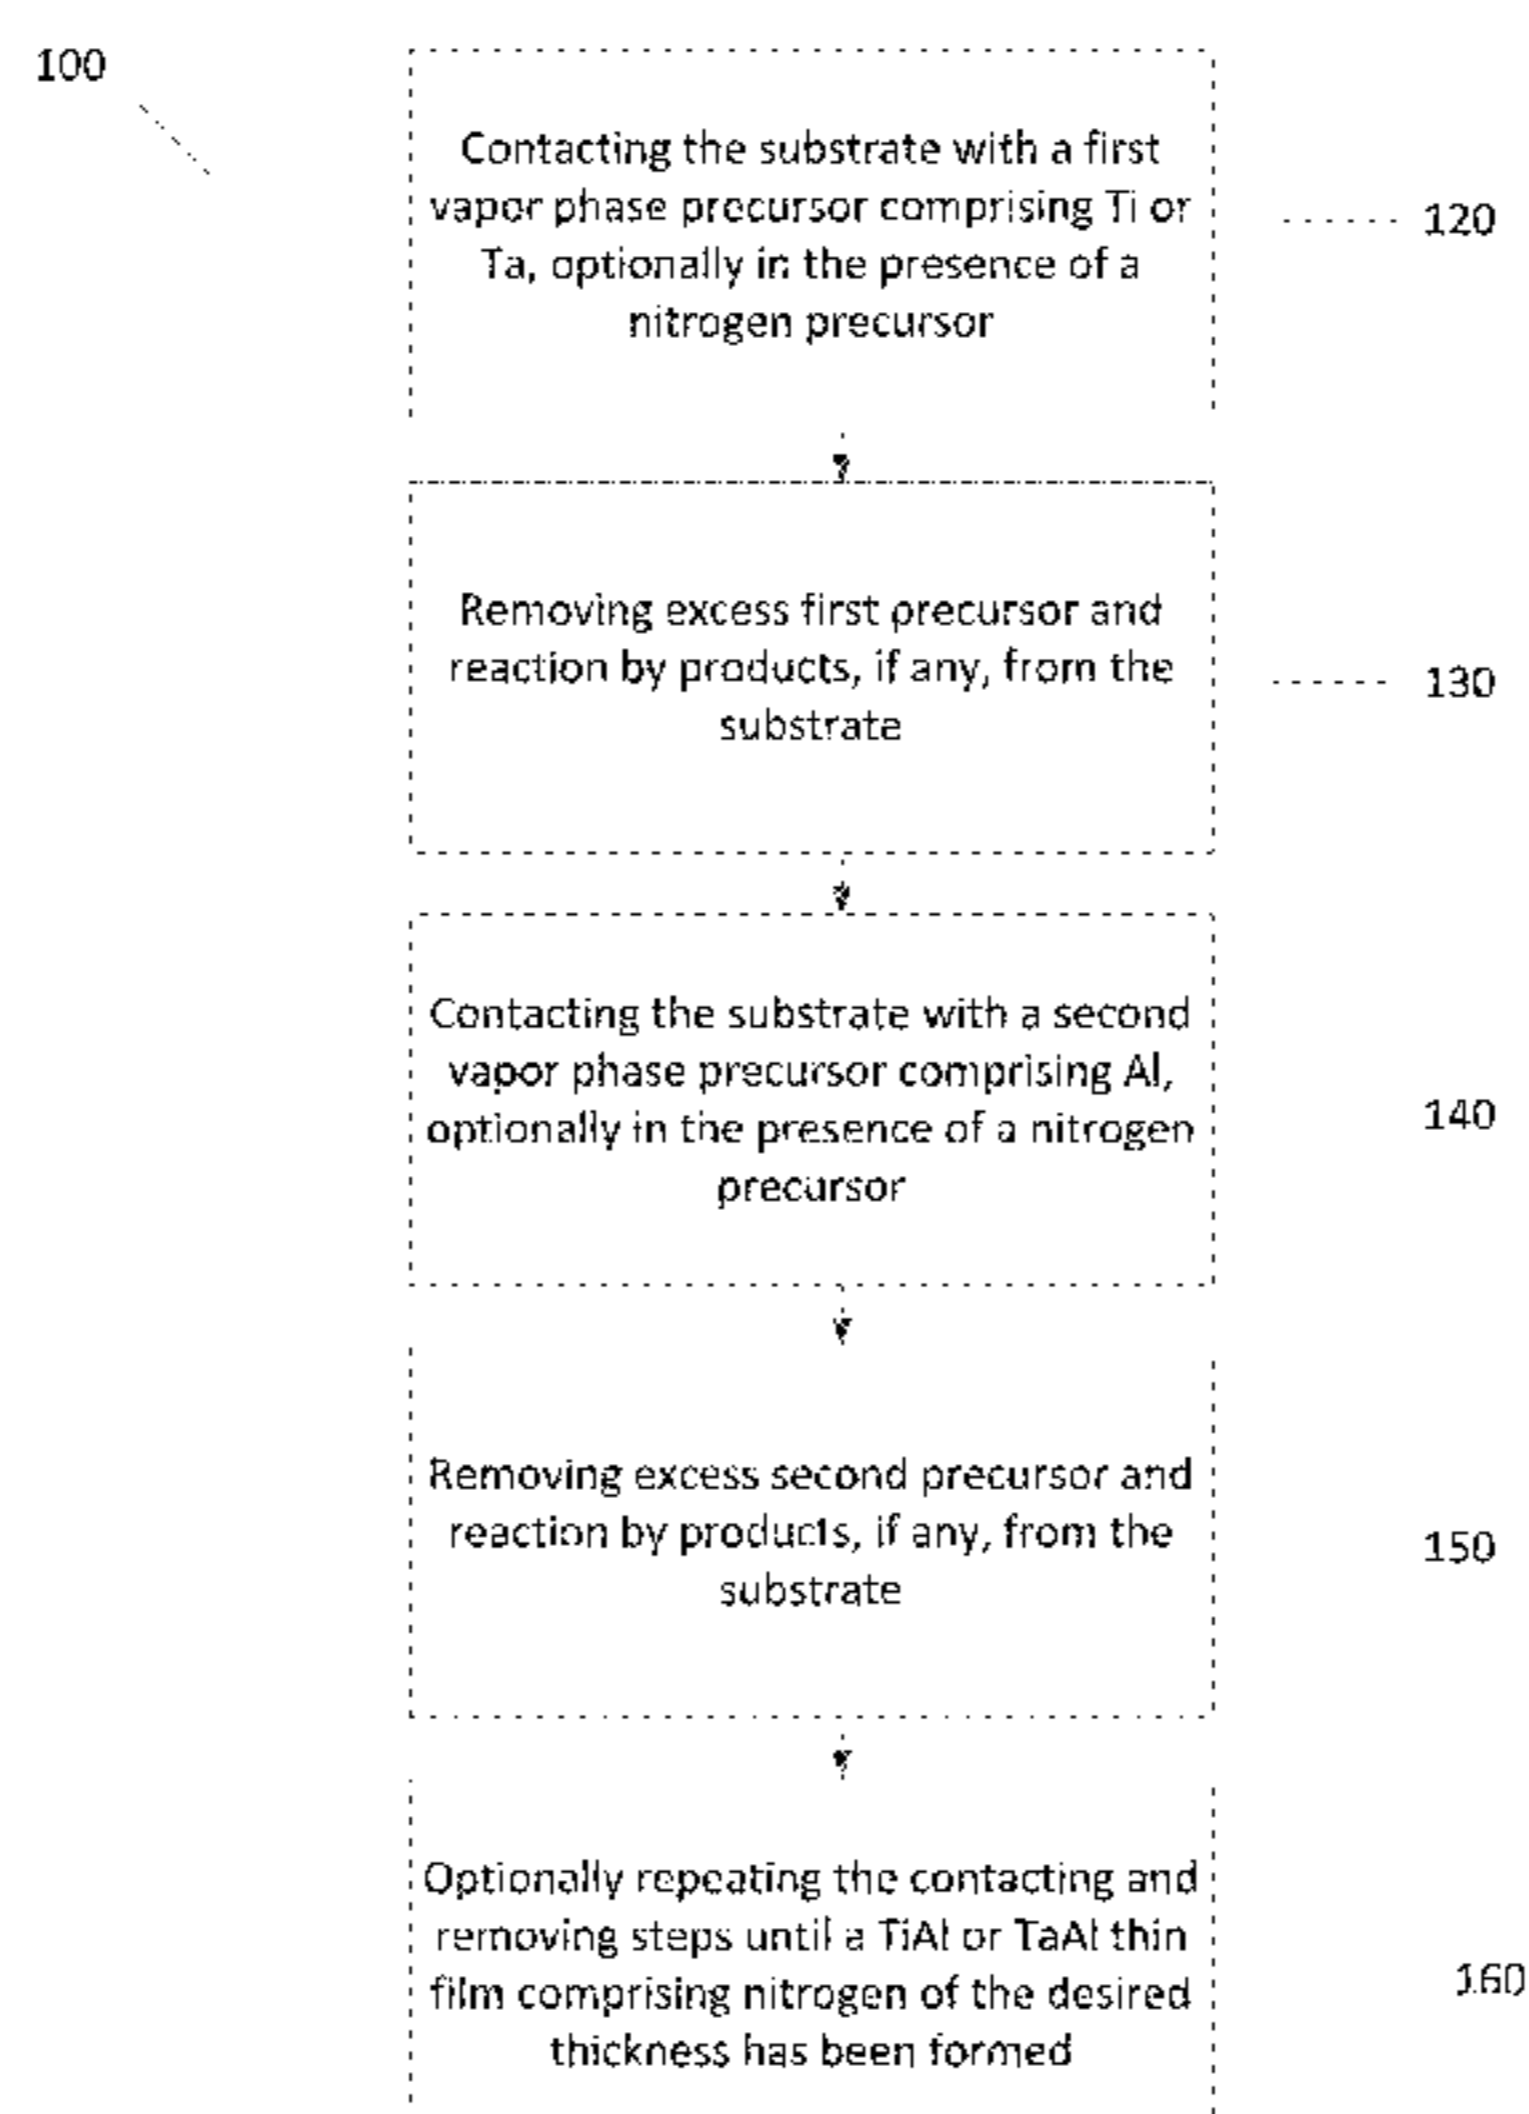 100
Contacting the substrate with a first
vapor phase precursor comprising Ti or
Ta, optionally in the presence of a
nitrogen precursor
120
Removing excess first precursor and
reaction by products, if any, from the
substrate
130
Contacting the substrate with a second
vapor phase precursor comprising Al,
optionally in the presence of a nitrogen
precursor
140
Removing excess second precursor and
reaction by products, if any, from the
substrate
150
Optionally repeating the contacting and
removing steps until a TiAl or TaAl thin
film comprising nitrogen of the desired
thickness has been formed
160